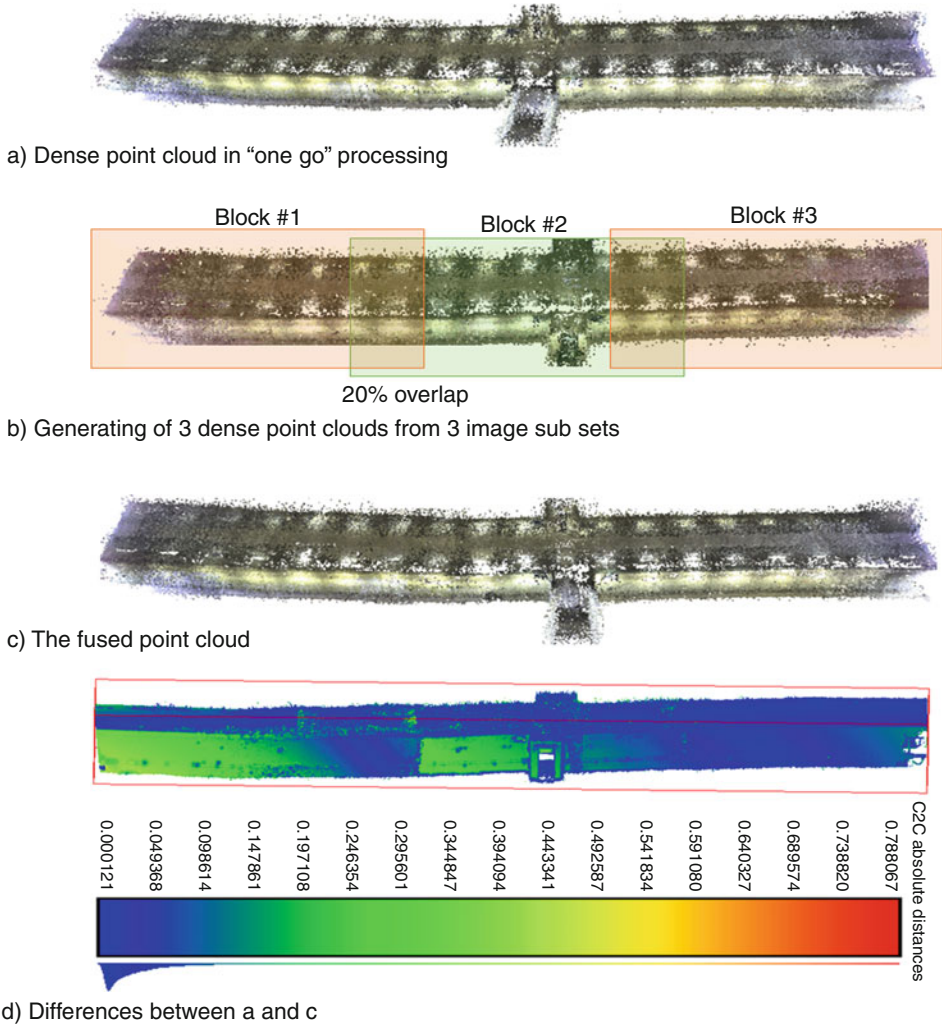 a) Dense point cloud in “one go” processing
Block #1
Block #2
Block #3
20% overlap
b) Generating of 3 dense point clouds from 3 image sub sets
c) The fused point cloud
0.000121
0.049368
0.098614
0.147861
0.197108
0.246354
0.295601
0.344847
0.394094
0.443341
0.492587
0.541834
0.591080
0.640327
0.689574
0.738820
0.788067
C2C absolute distances
d) Differences between a and c